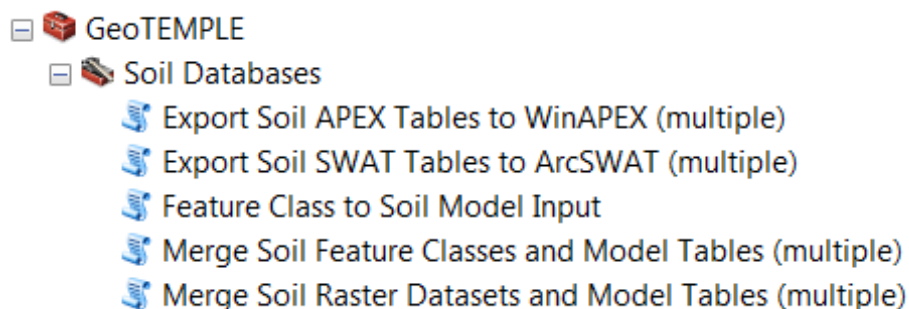 GeoTEMPLE
Soil Databases
Export Soil APEX Tables to WinAPEX (multiple)
Export Soil SWAT Tables to ArcSWAT (multiple)
Feature Class to Soil Model Input
Merge Soil Feature Classes and Model Tables (multiple)
Merge Soil Raster Datasets and Model Tables (multiple)